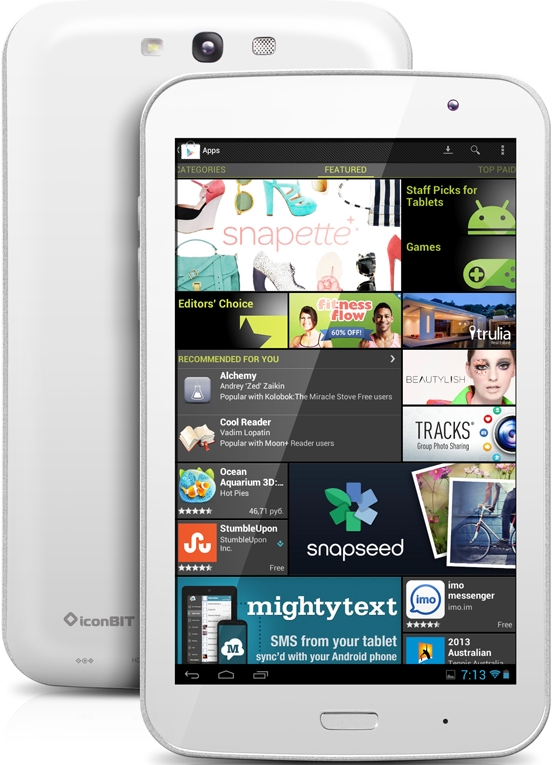 Apps
CATEGORIES
FEATURED
TOP PAID
snapette
Staff Picks for
Tablets
Games
Editors' Choice
fitness
flow
60% OFF!
trulia
RECOMMENDED FOR YOU
BEAUTYLISH
Alchemy
Andrey 'Zed' Zaikin
Popular with Kolobok:The Miracle Stove Free users
Cool Reader
Vadim Lopatin
Popular with Moon+ Reader users
TRACKS
Group Photo Sharing
Ocean
Aquarium 3D:...
Hot Pies
46,71 руб.
StumbleUpon
StumbleUpon
Inc.
Free
snapseed
mightytext
SMS from your tablet
sync'd with your Android phone
imo
imo
messenger
imo.im
Free
2013
Australian
Tennis Australia
7:13
iconBIT